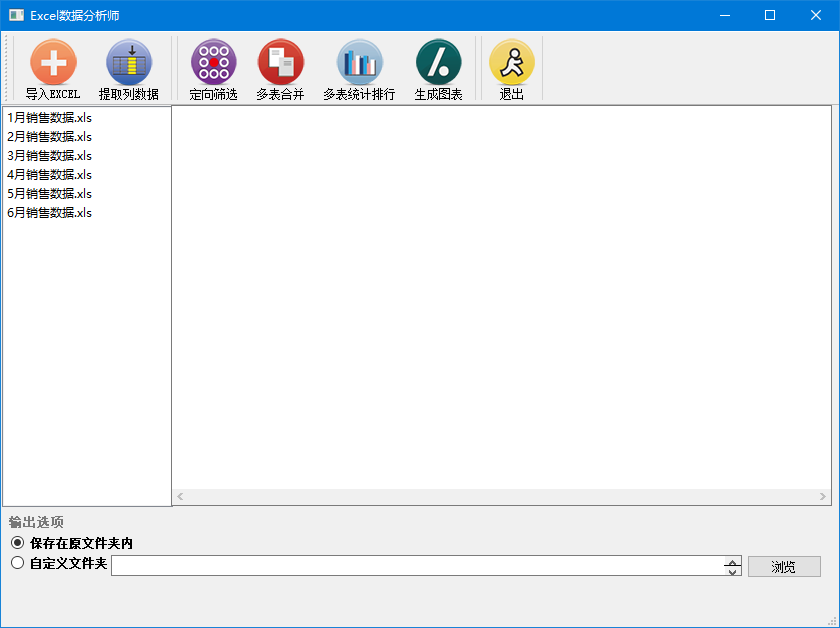 Excel数据分析师
导入EXCEL 提取列数据 定向筛选 多表合并 多表统计排行 生成图表 退出
1月销售数据.xls
2月销售数据.xls
3月销售数据.xls
4月销售数据.xls
5月销售数据.xls
6月销售数据.xls
输出选项
保存在原文件夹内
自定义文件夹 浏览